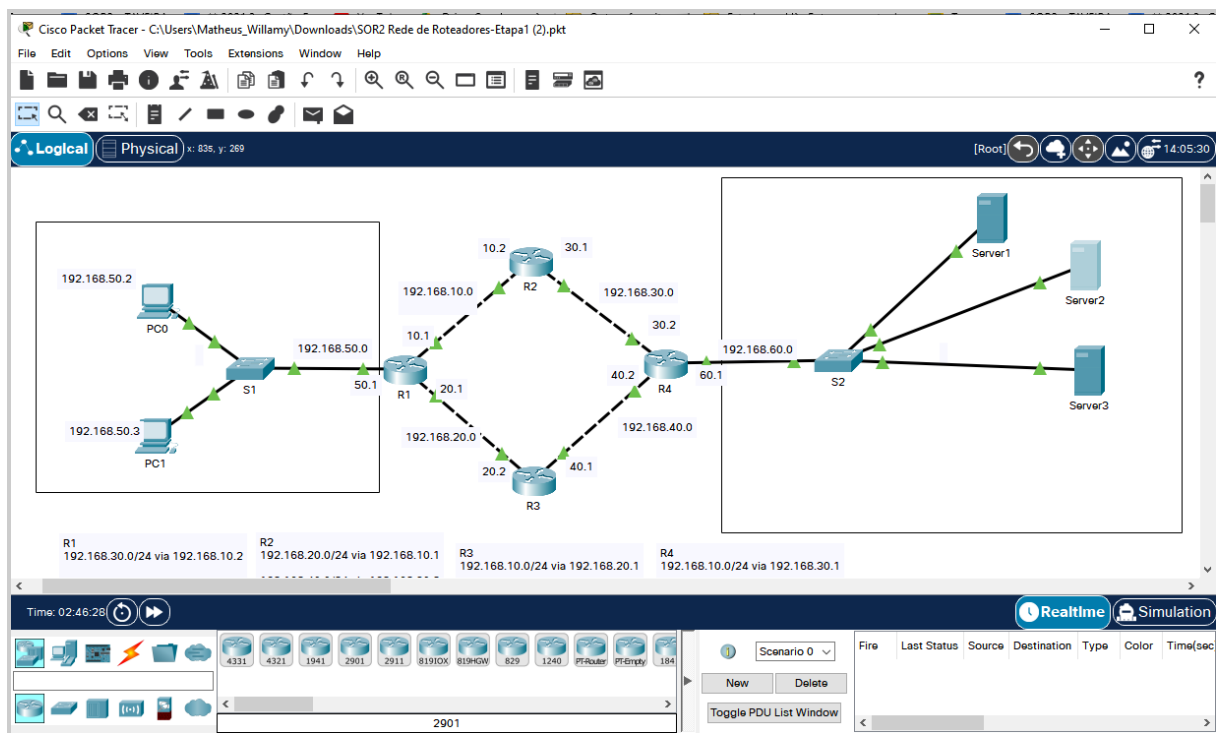 Cisco Packet Tracer - C:\Users\Matheus_Willamy\Downloads\SOR2 Rede de Roteadores-Etapa1 (2).pkt
File Edit Options View Tools Extensions Window Help
?
Logical Physical x: 835, y: 269 [Root] 14:05:30
192.168.50.2
PC0
192.168.50.3
PC1
S1
192.168.50.0
50.1
R1
10.1
20.1
192.168.10.0
192.168.20.0
10.2
30.1
R2
20.2
40.1
R3
192.168.30.0
30.2
40.2
192.168.40.0
R4
60.1
192.168.60.0
S2
Server1
Server2
Server3
R1
192.168.30.0/24 via 192.168.10.2
R2
192.168.20.0/24 via 192.168.10.1
R3
192.168.10.0/24 via 192.168.20.1
R4
192.168.10.0/24 via 192.168.30.1
Time: 02:46:28
Realtime Simulation
4331 4321 1941 2901 2911 819IOX 819HGW 829 1240 PT-Router PT-Empty 184
2901
Scenario 0
New Delete
Toggle PDU List Window
Fire Last Status Source Destination Type Color Time(sec